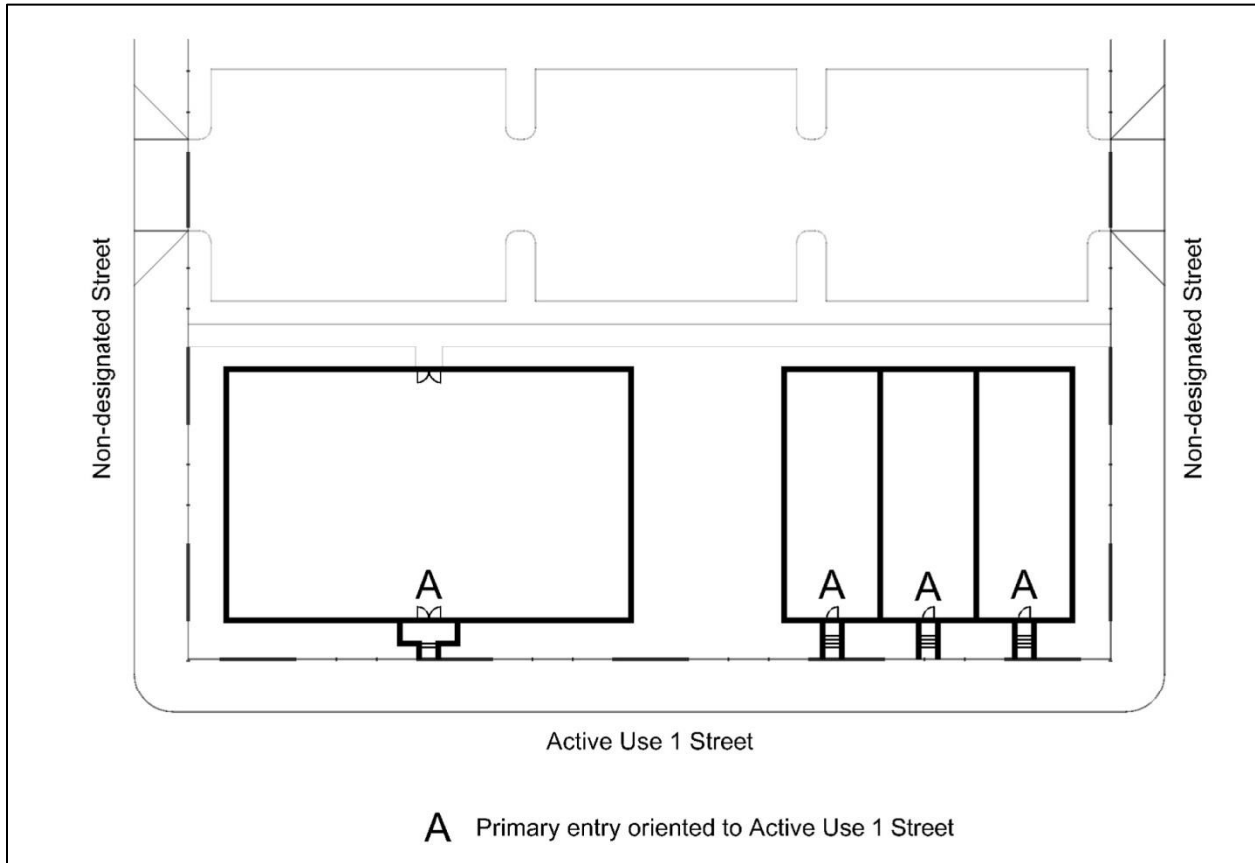 Non-designated Street
Non-designated Street
A
A
A
A
Active Use 1 Street
A Primary entry oriented to Active Use 1 Street